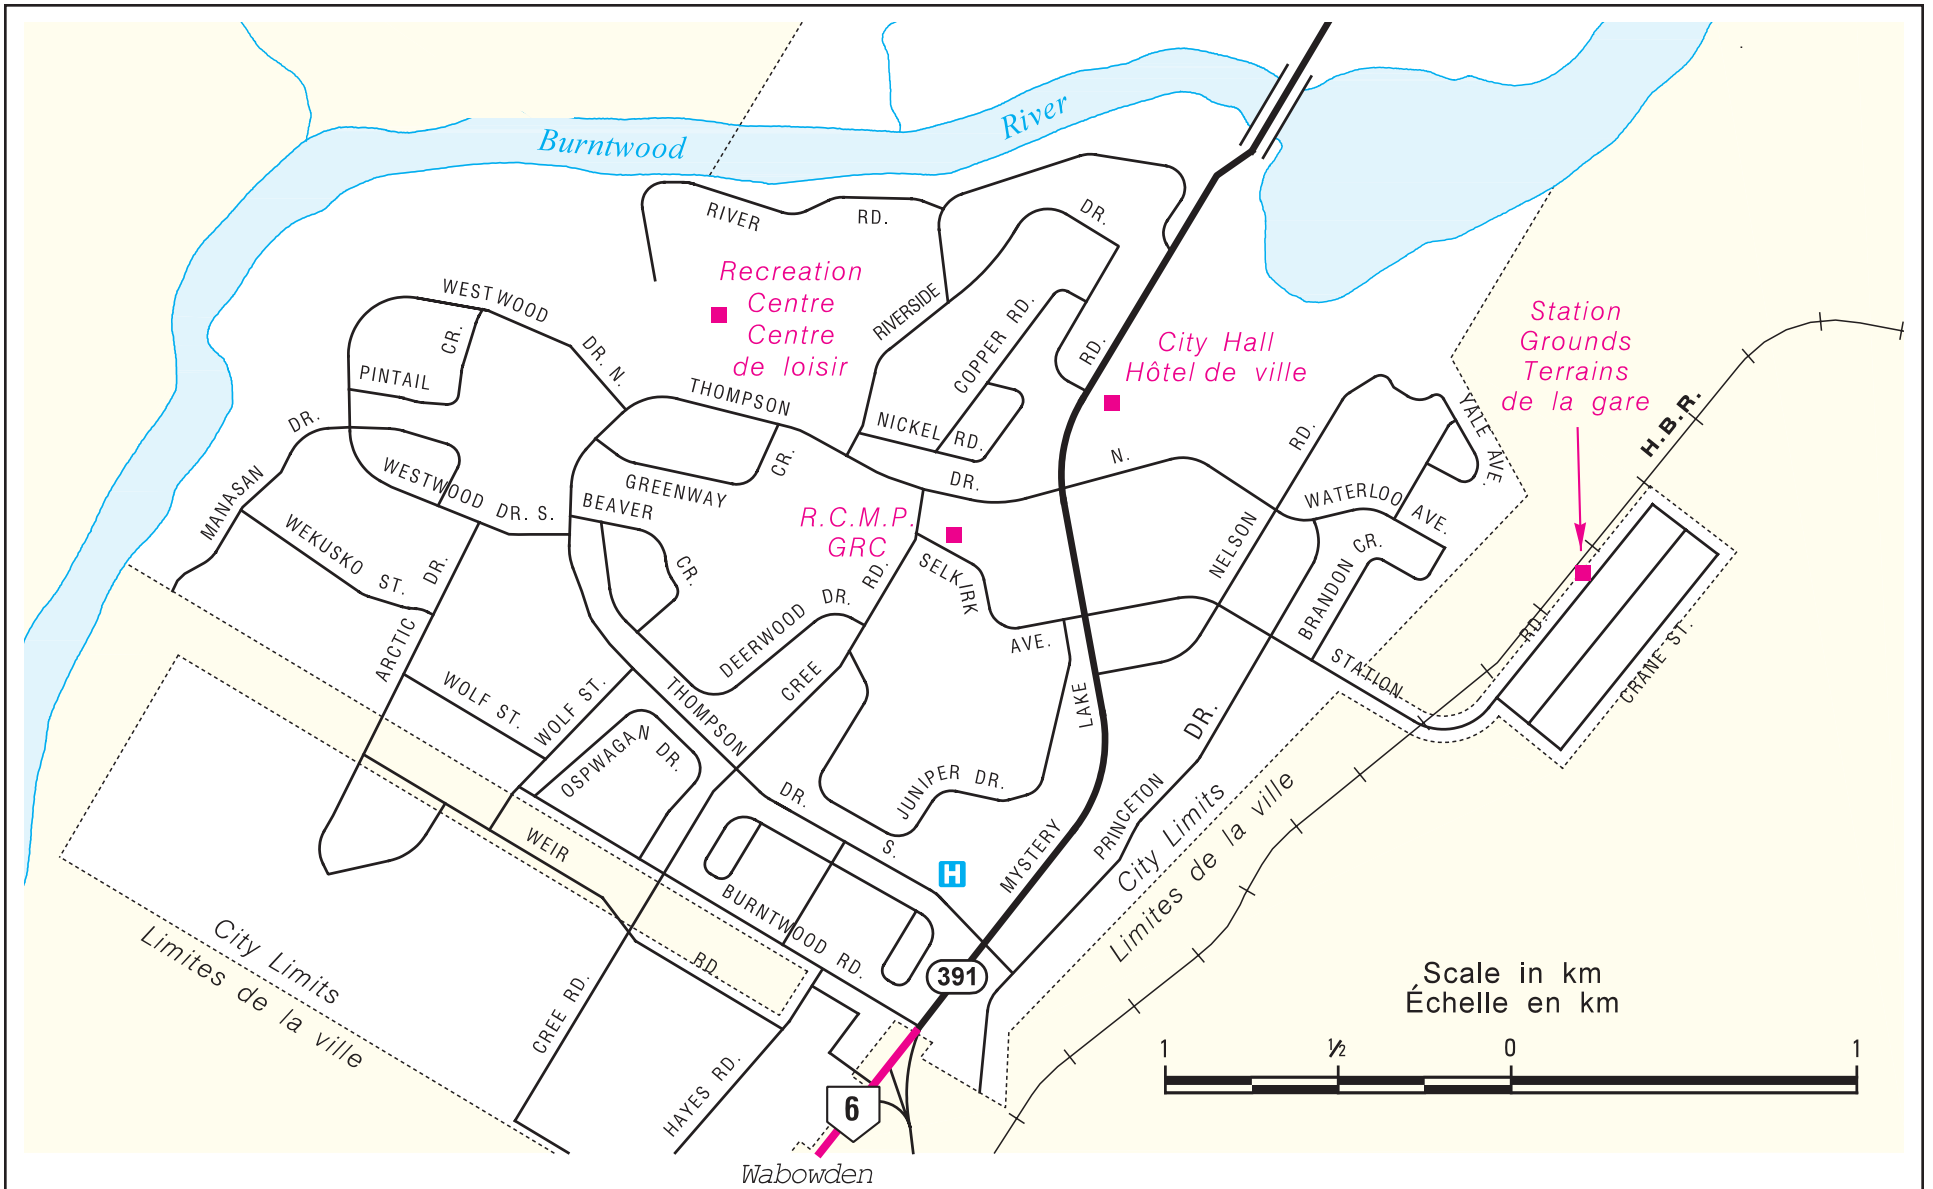 Burntwood
River
RIVER
RD.
DR.
Recreation
Centre
Centre
de loisir
RIVERSIDE
COPPER RD.
RD.
City Hall
Hôtel de ville
Station
Grounds
Terrains
de la gare
H.B.R.
WESTWOOD
DR. N.
CR.
PINTAIL
THOMPSON
DR.
N.
NICKEL RD.
YALE AVE.
MANASAN
DR.
WESTWOOD DR. S.
GREENWAY
CR.
BEAVER
CR.
R.C.M.P.
GRC
SELKIRK
AVE.
NELSON
RD.
WATERLOO
AVE.
BRANDON CR.
WEKUSKO ST.
ARCTIC
DR.
DEERWOOD DR.
CREE
RD.
STATION
RD.
CRANE ST.
WOLF ST.
WOLF ST.
THOMPSON
DR.
S.
OSPWAGAN DR.
JUNIPER DR.
MYSTERY
LAKE
PRINCETON
DR.
City Limits
Limites de la ville
WEIR
RD.
BURNTWOOD RD.
H
391
City Limits
Limites de la ville
CREE RD.
HAYES RD.
6
Wabowden
Scale in km
Échelle en km
1
½
0
1